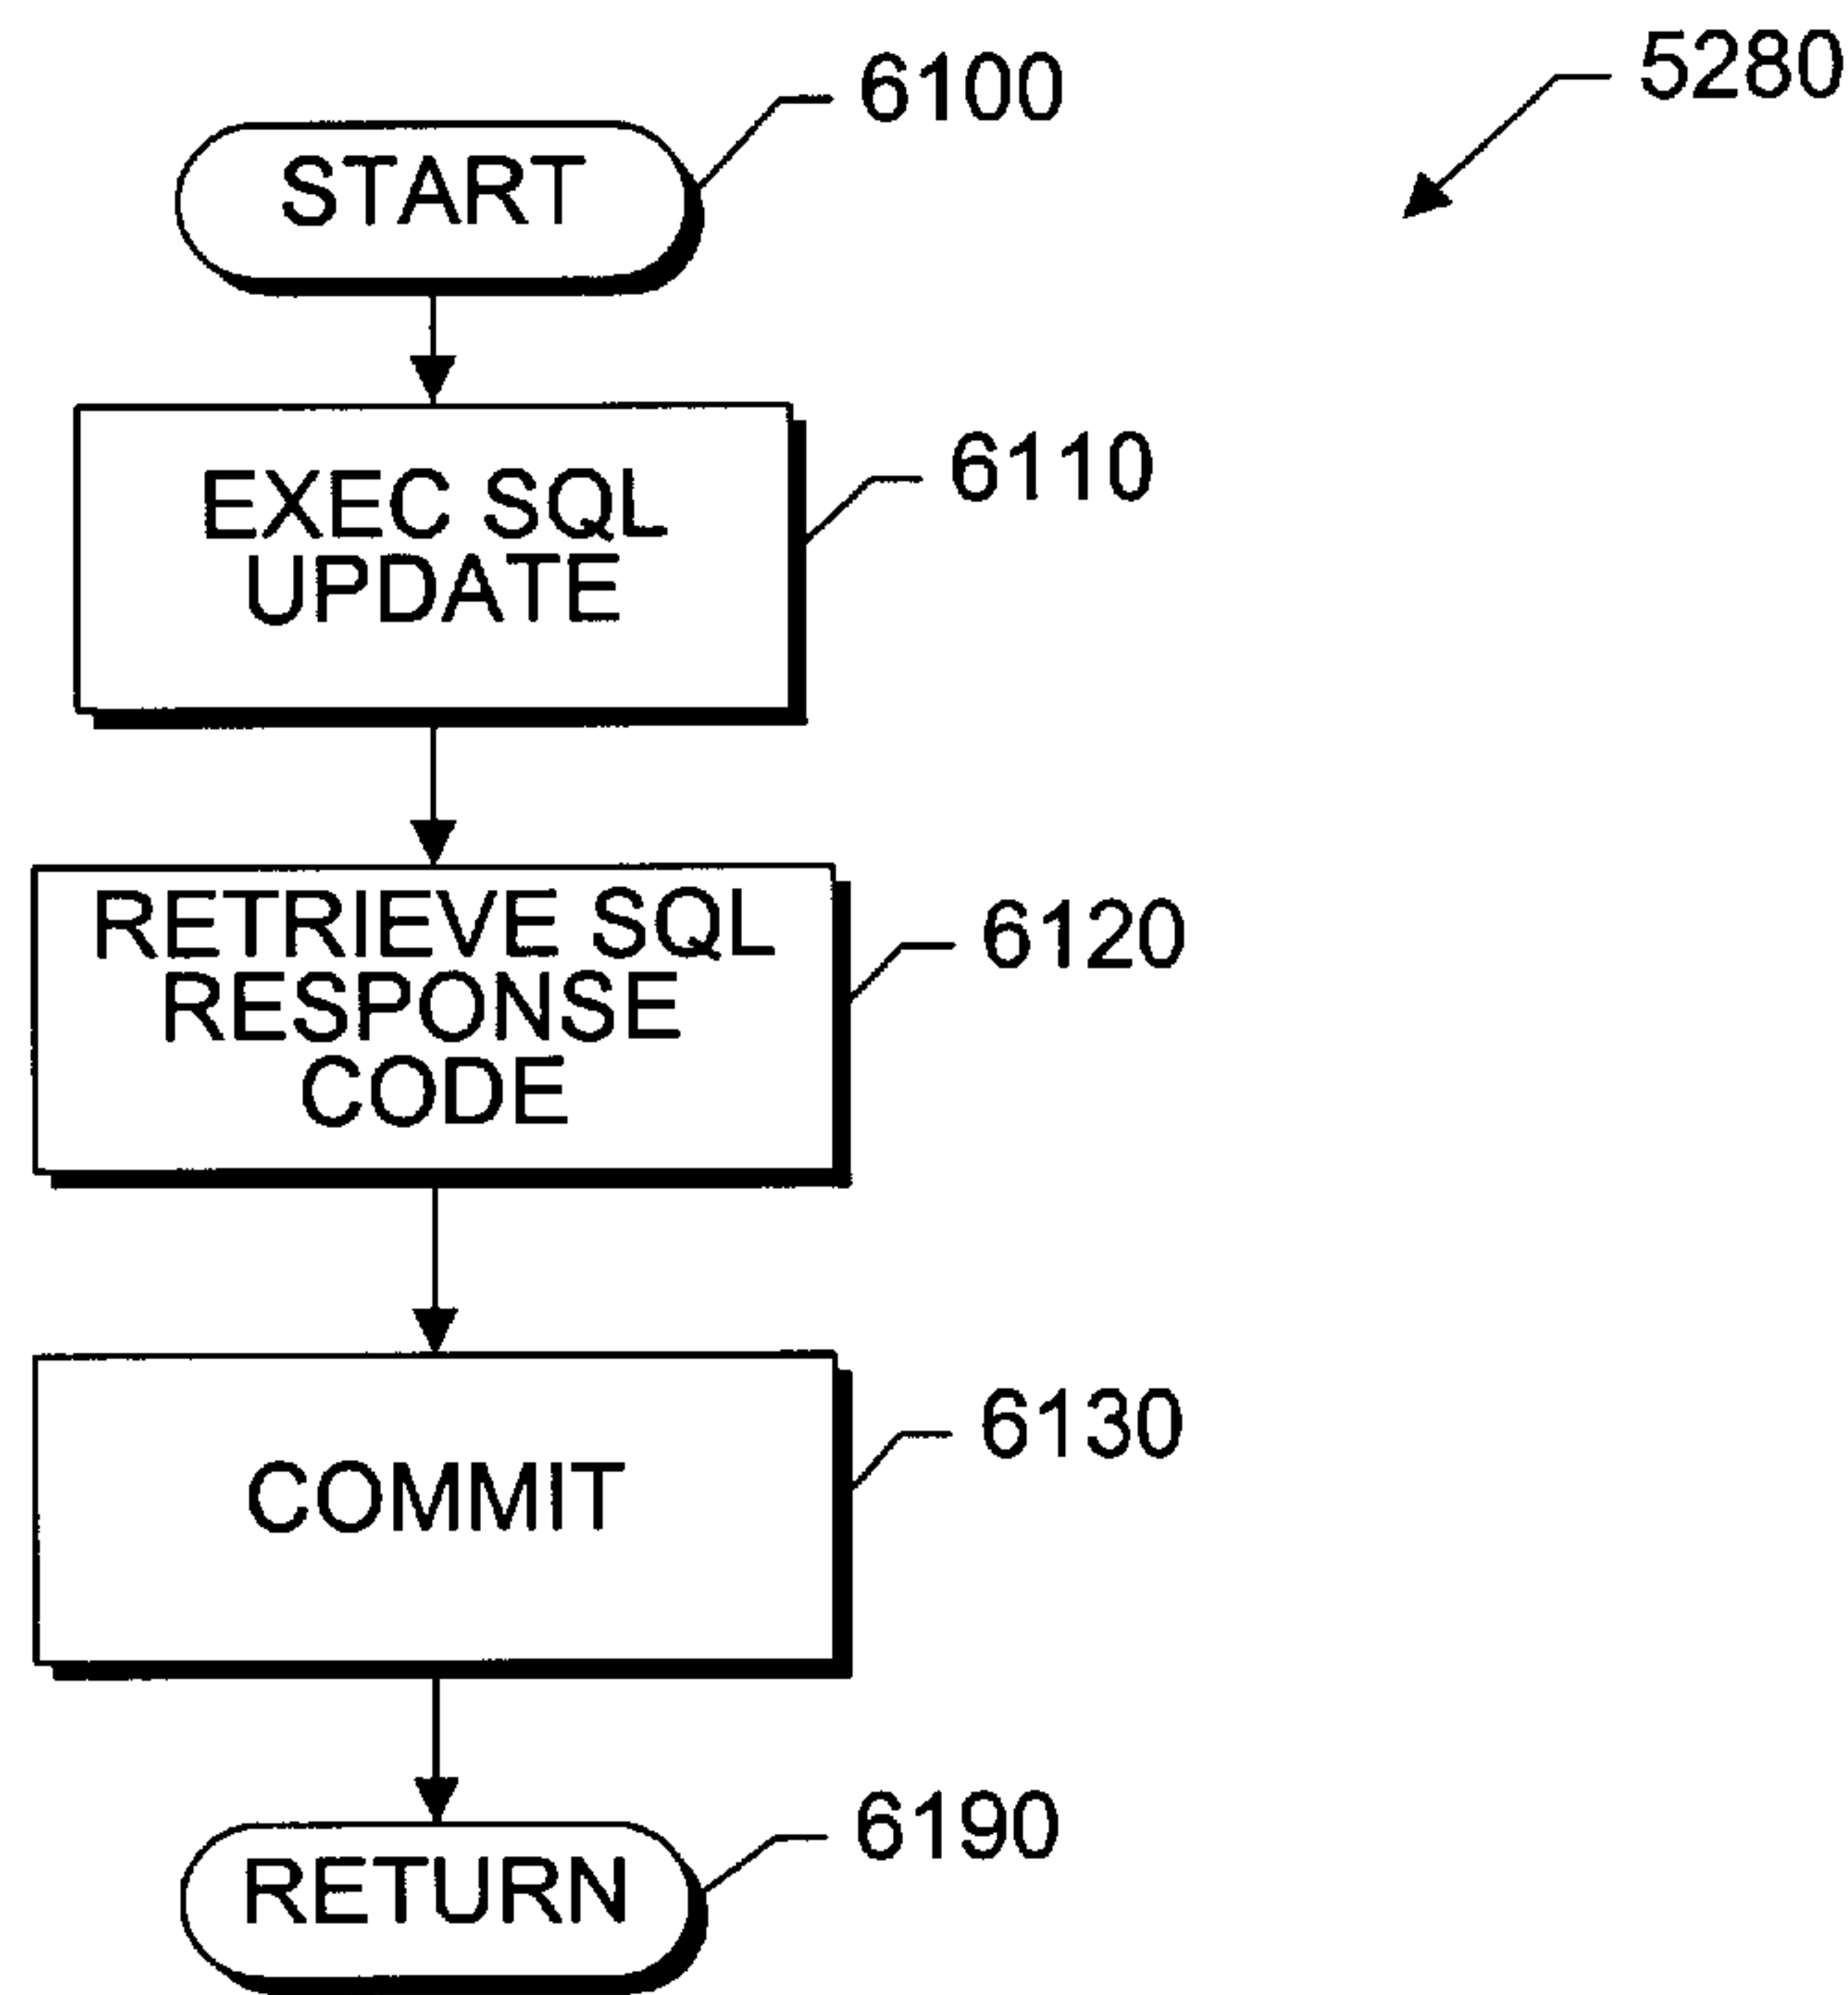 5280
6100
START
6110
EXEC SQL
UPDATE
6120
RETRIEVE SQL
RESPONSE
CODE
6130
COMMIT
6190
RETURN